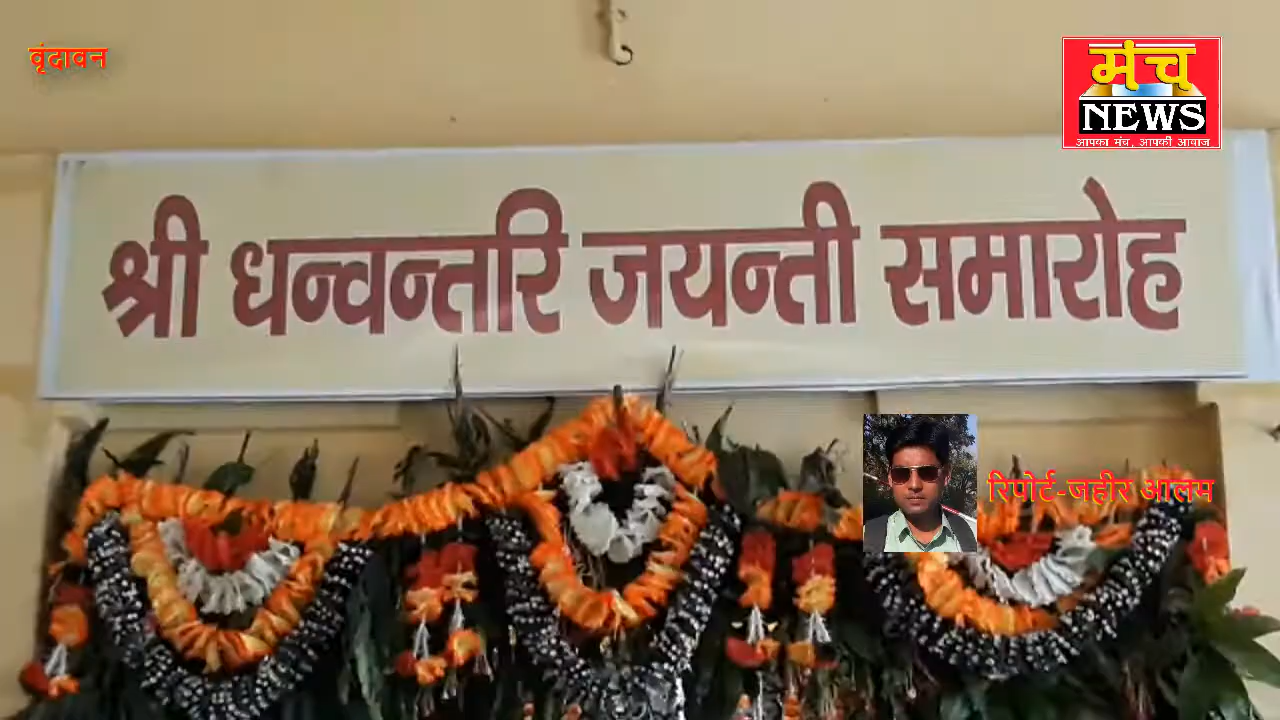 वृंदावन
मंच
NEWS
आपका मंच, आपकी आवाज
श्री धन्वन्तरि जयन्ती समारोह
रिपोर्ट-जहीर आलम